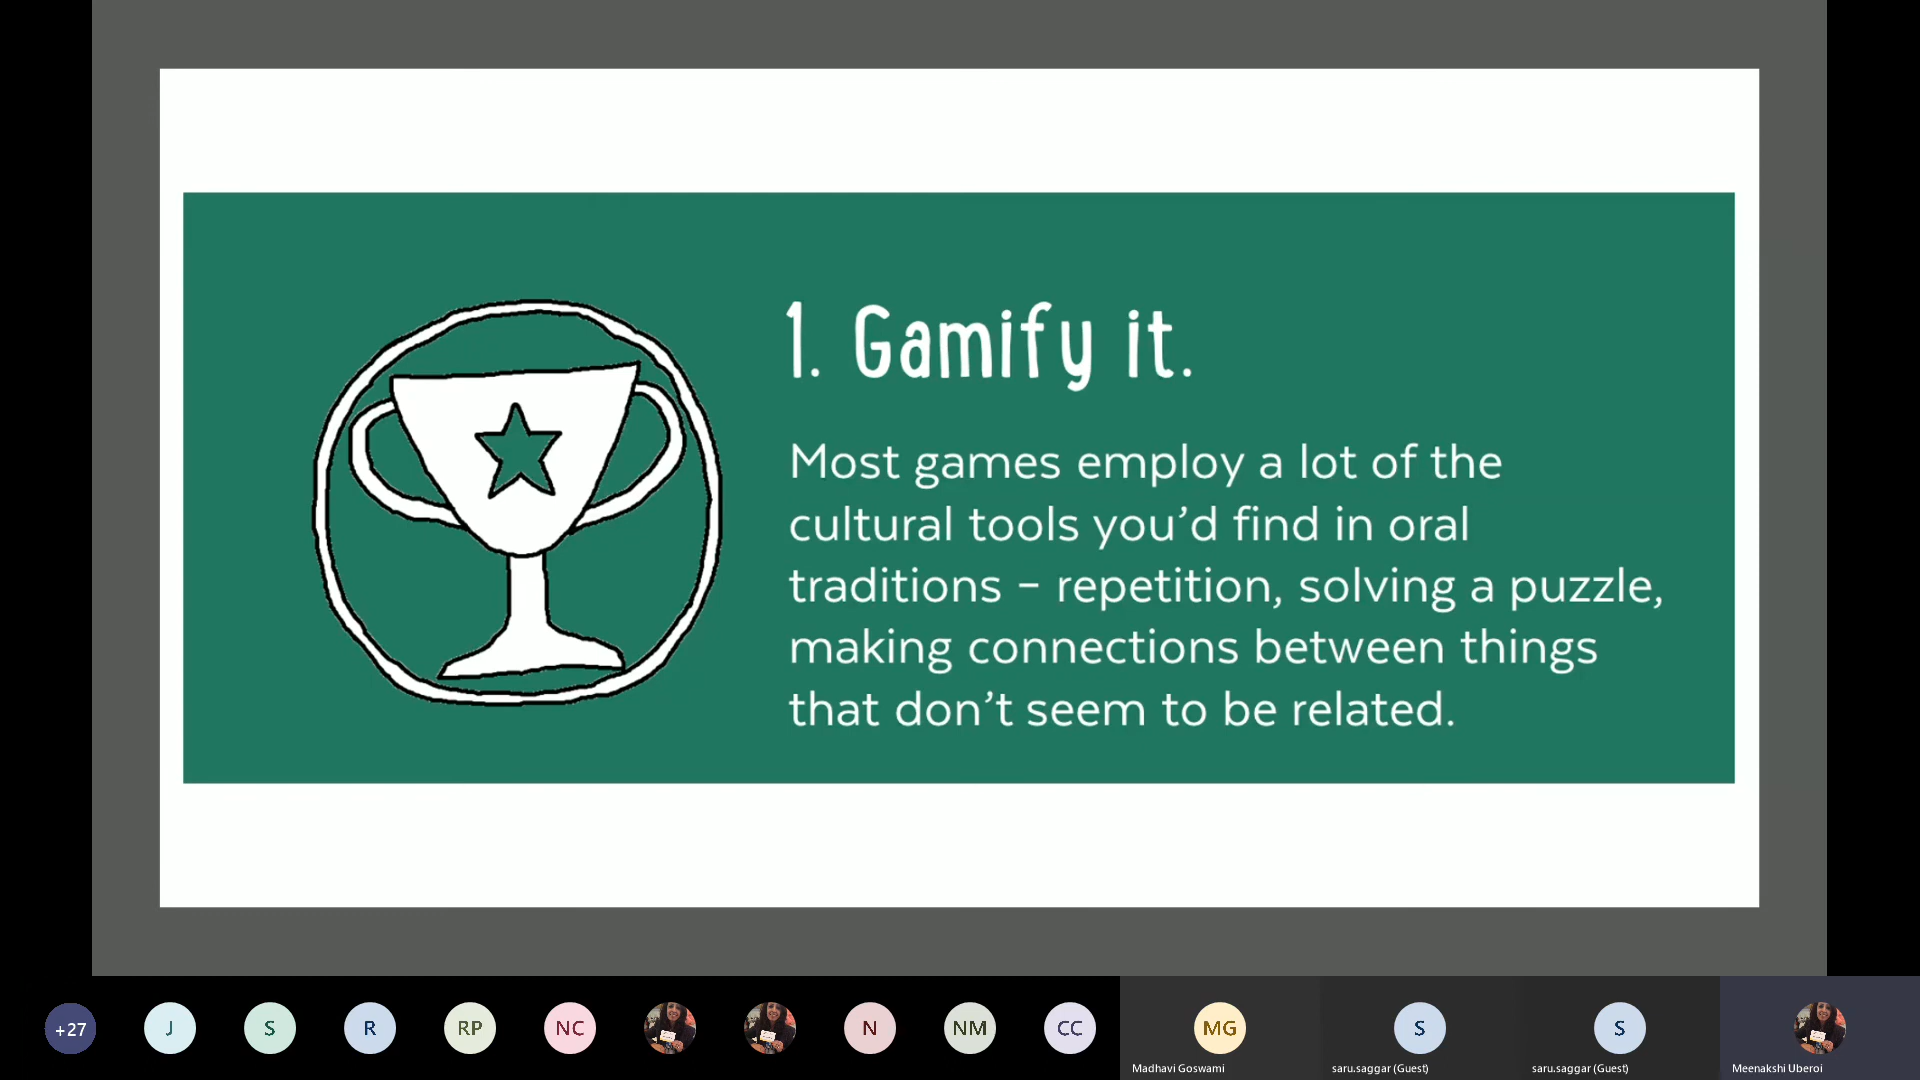 1. Gamify it.
Most games employ a lot of the
cultural tools you’d find in oral
traditions – repetition, solving a puzzle,
making connections between things
that don’t seem to be related.
+27
J
S
R
RP
NC
N
NM
CC
MG
S
S
Madhavi Goswami
saru.saggar (Guest)
saru.saggar (Guest)
Meenakshi Uberoi